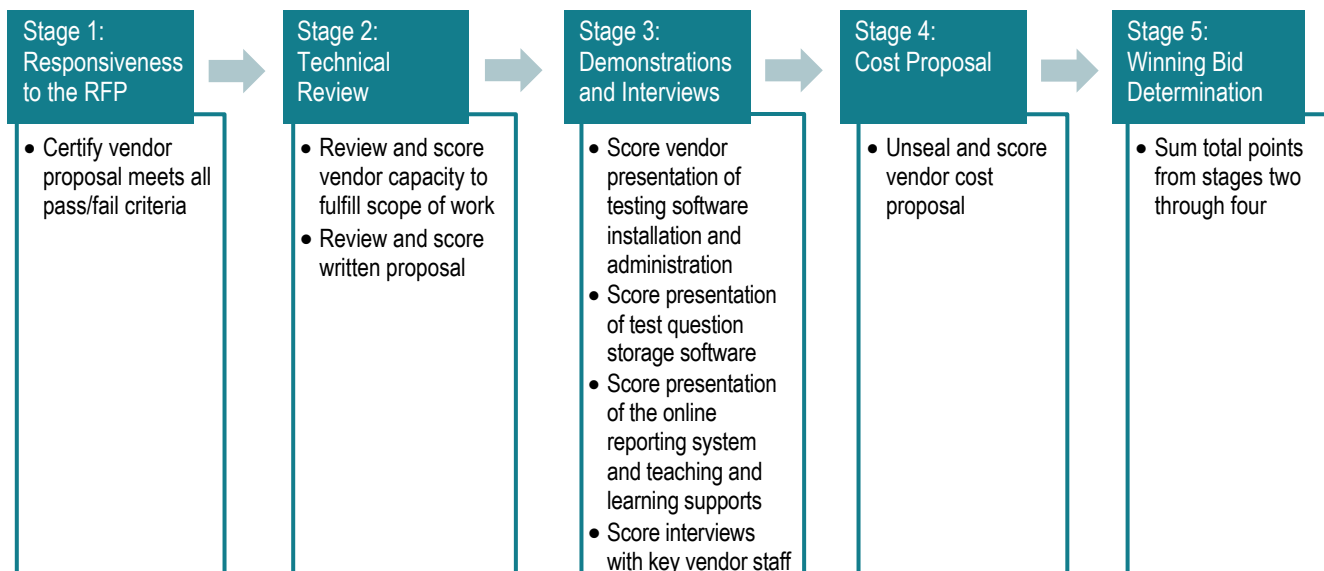 Stage 1:
Responsiveness
to the RFP
• Certify vendor
proposal meets all
pass/fail criteria
Stage 2:
Technical
Review
• Review and score
vendor capacity to
fulfill scope of work
• Review and score
written proposal
Stage 3:
Demonstrations
and Interviews
• Score vendor
presentation of
testing software
installation and
administration
• Score presentation
of test question
storage software
• Score presentation
of the online
reporting system
and teaching and
learning supports
• Score interviews
with key vendor staff
Stage 4:
Cost Proposal
• Unseal and score
vendor cost
proposal
Stage 5:
Winning Bid
Determination
• Sum total points
from stages two
through four